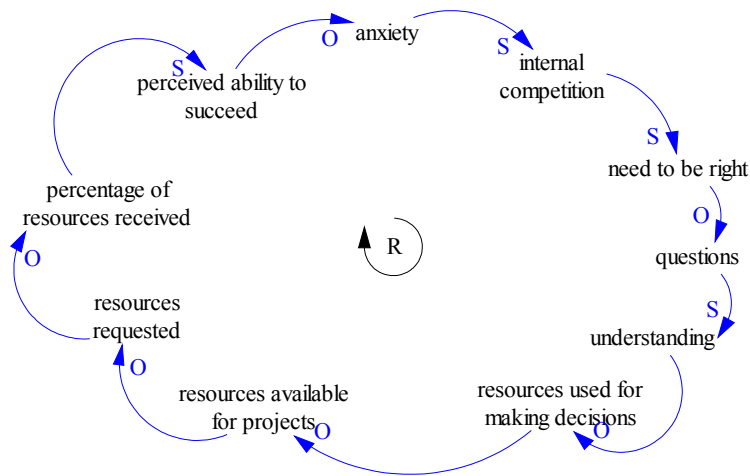 O
anxiety
S
internal
competition
S
need to be right
O
questions
S
understanding
O
resources used for
making decisions
O
resources available
for projects
O
resources
requested
O
percentage of
resources received
S
perceived ability to
succeed
R